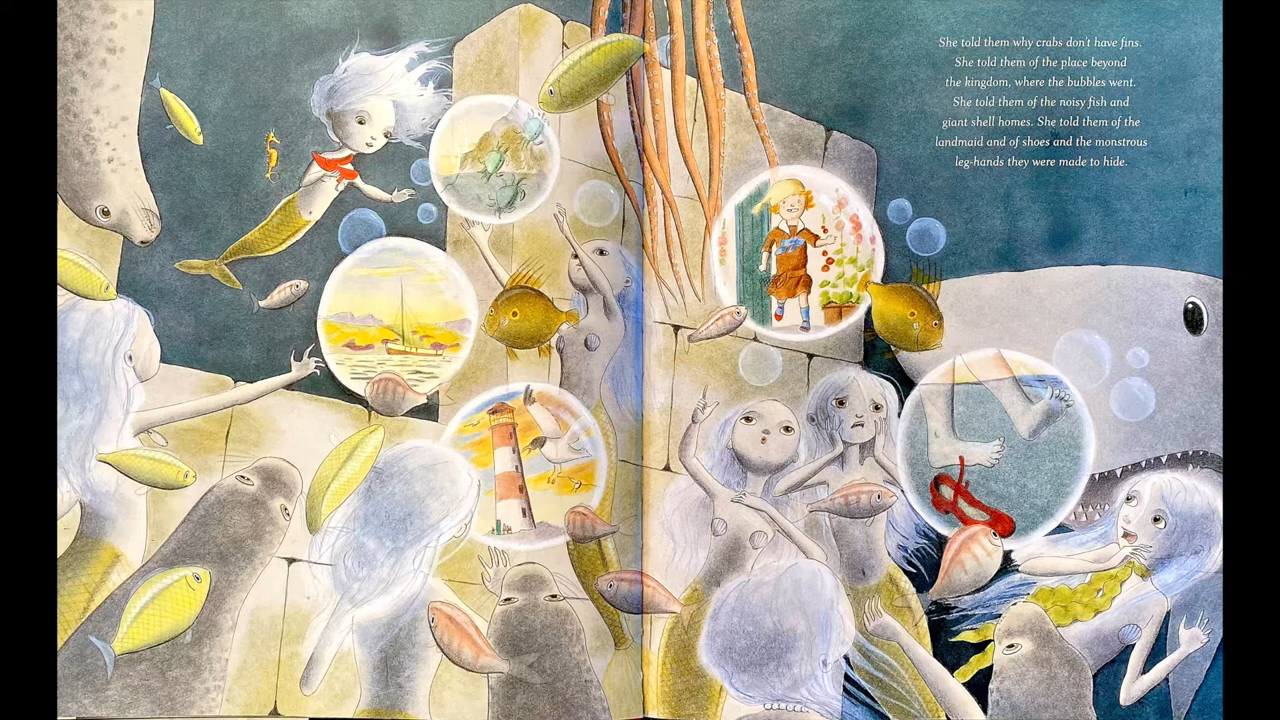 She told them why crabs don't have fins.
She told them of the place beyond
the kingdom, where the bubbles went.
She told them of the noisy fish and
giant shell homes. She told them of the
landmaid and of shoes and the monstrous
leg-hands they were made to hide.